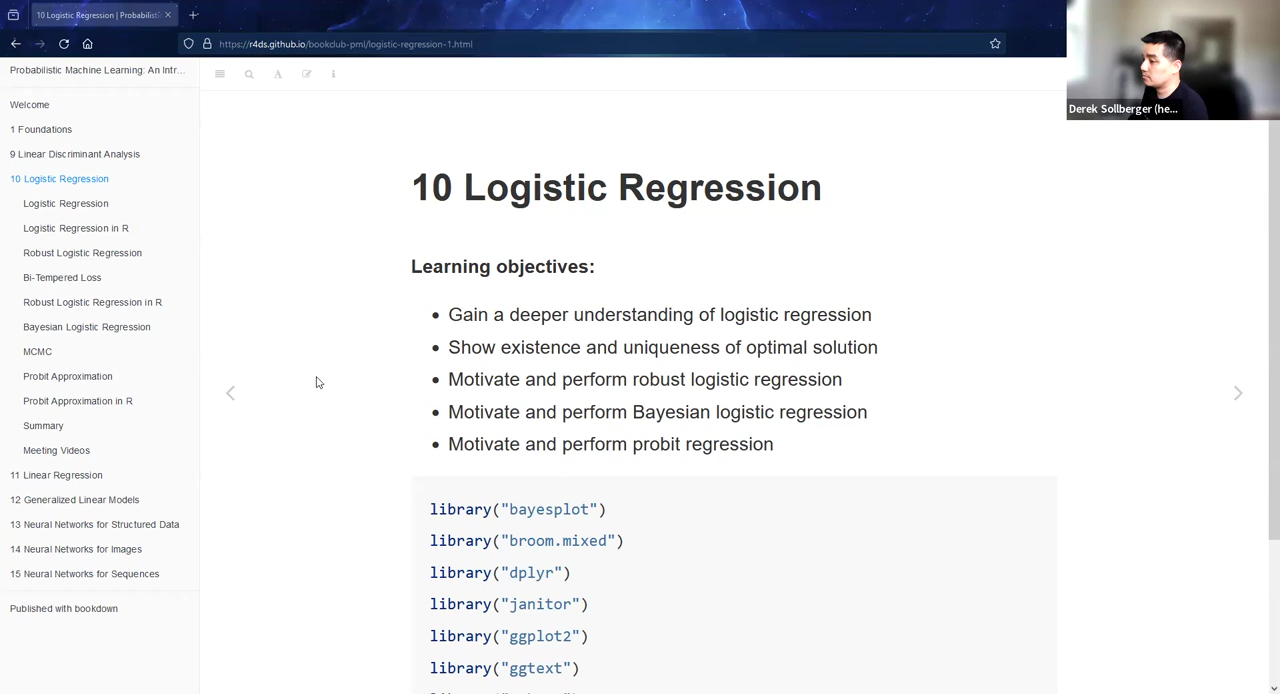 10 Logistic Regression | Probabilist
https://r4ds.github.io/bookclub-pml/logistic-regression-1.html
Derek Sollberger (he...
Probabilistic Machine Learning: An Intr...
Welcome
1 Foundations
9 Linear Discriminant Analysis
10 Logistic Regression
Logistic Regression
Logistic Regression in R
Robust Logistic Regression
Bi-Tempered Loss
Robust Logistic Regression in R
Bayesian Logistic Regression
MCMC
Probit Approximation
Probit Approximation in R
Summary
Meeting Videos
11 Linear Regression
12 Generalized Linear Models
13 Neural Networks for Structured Data
14 Neural Networks for Images
15 Neural Networks for Sequences
Published with bookdown
10 Logistic Regression
Learning objectives:
• Gain a deeper understanding of logistic regression
• Show existence and uniqueness of optimal solution
• Motivate and perform robust logistic regression
• Motivate and perform Bayesian logistic regression
• Motivate and perform probit regression
library("bayesplot")
library("broom.mixed")
library("dplyr")
library("janitor")
library("ggplot2")
library("ggtext")